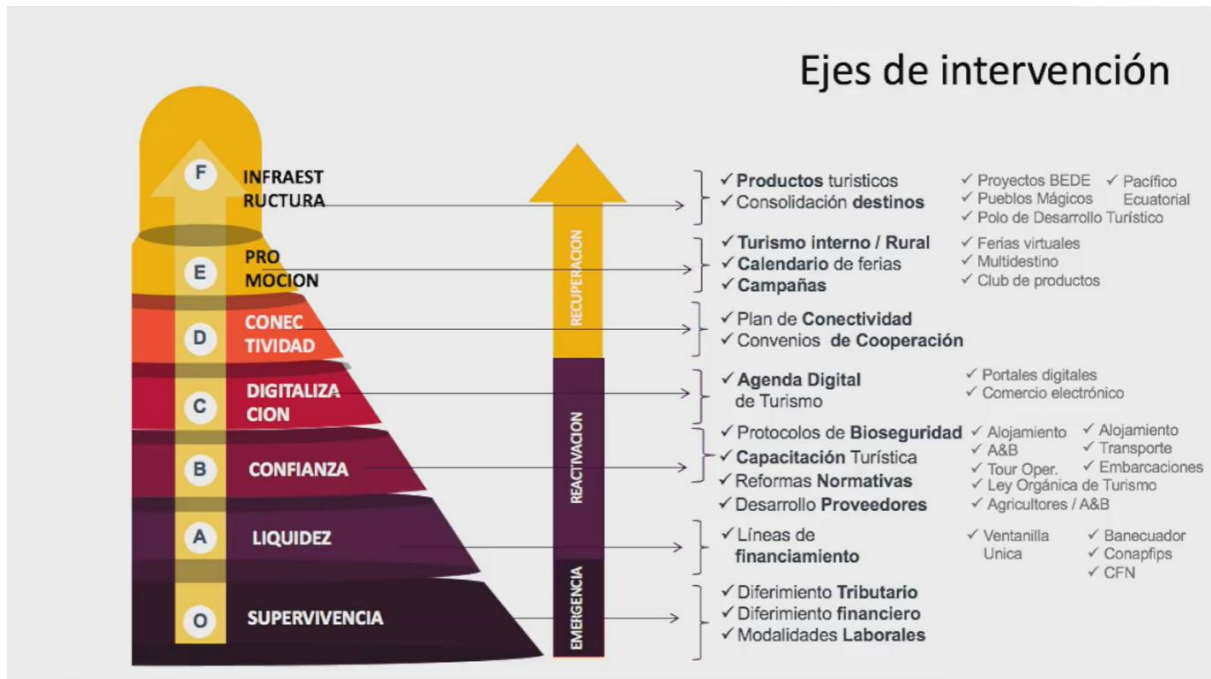 Ejes de intervención
F
INFRAEST
RUCTURA
✓ Productos turisticos
✓ Consolidación destinos
✓ Proyectos BEDE
✓ Pueblos Mágicos
✓ Polo de Desarrollo Turístico
✓ Pacífico
Ecuatorial
E
PRO
MOCION
✓ Turismo interno / Rural
✓ Calendario de ferias
✓ Campañas
✓ Ferias virtuales
✓ Multidestino
✓ Club de productos
D
CONEC
TIVIDAD
✓ Plan de Conectividad
✓ Convenios de Cooperación
C
DIGITALIZA
CION
✓ Agenda Digital
de Turismo
✓ Portales digitales
✓ Comercio electrónico
B
CONFIANZA
✓ Protocolos de Bioseguridad
✓ Capacitación Turística
✓ Reformas Normativas
✓ Desarrollo Proveedores
✓ Alojamiento
✓ A&B
✓ Tour Oper.
✓ Ley Orgánica de Turismo
✓ Agricultores / A&B
✓ Alojamiento
✓ Transporte
✓ Embarcaciones
A
LIQUIDEZ
✓ Líneas de
financiamiento
✓ Ventanilla
Unica
✓ Banecuador
✓ Conapfips
✓ CFN
O
SUPERVIVENCIA
✓ Diferimiento Tributario
✓ Diferimiento financiero
✓ Modalidades Laborales
RECUPERACION
REACTIVACION
EMERGENCIA